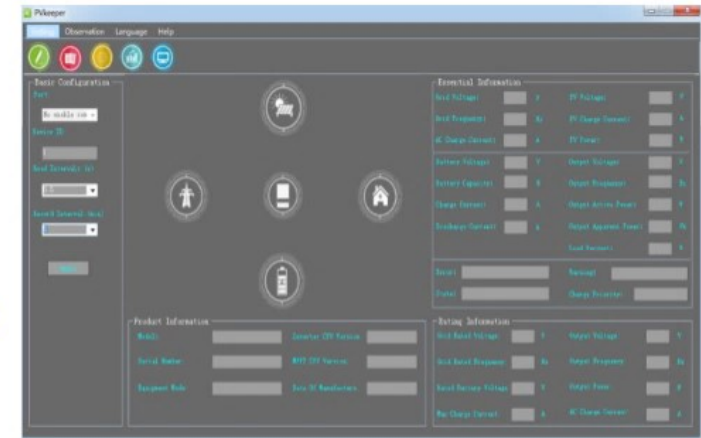 PVkeeper
Observation Language Help
Basic Configuration
Port
Device ID
Record Interval (min)
Essential Information
Grid Voltage: V PV Voltage: V
Grid Frequency: Hz PV Charge Current: A
AC Charge Current: A PV Power: W
Battery Voltage: V Output Voltage: V
Battery Capacity: Output Frequency: Hz
Charge Current: A Output Active Power: W
Discharge Current: A Output Apparent Power: VA
Load Percent:
Warning:
Charge Priority:
Product Information
Model: Inverter CPU Version
Serial Number MPPT CPU Version
Equipment Mode Date Of Manufacture
Rating Information
Grid Rated Voltage V Output Voltage V
Grid Rated Frequency Hz Output Frequency Hz
Rated Battery Voltage V Output Power W
Max Charge Current A AC Charge Current A